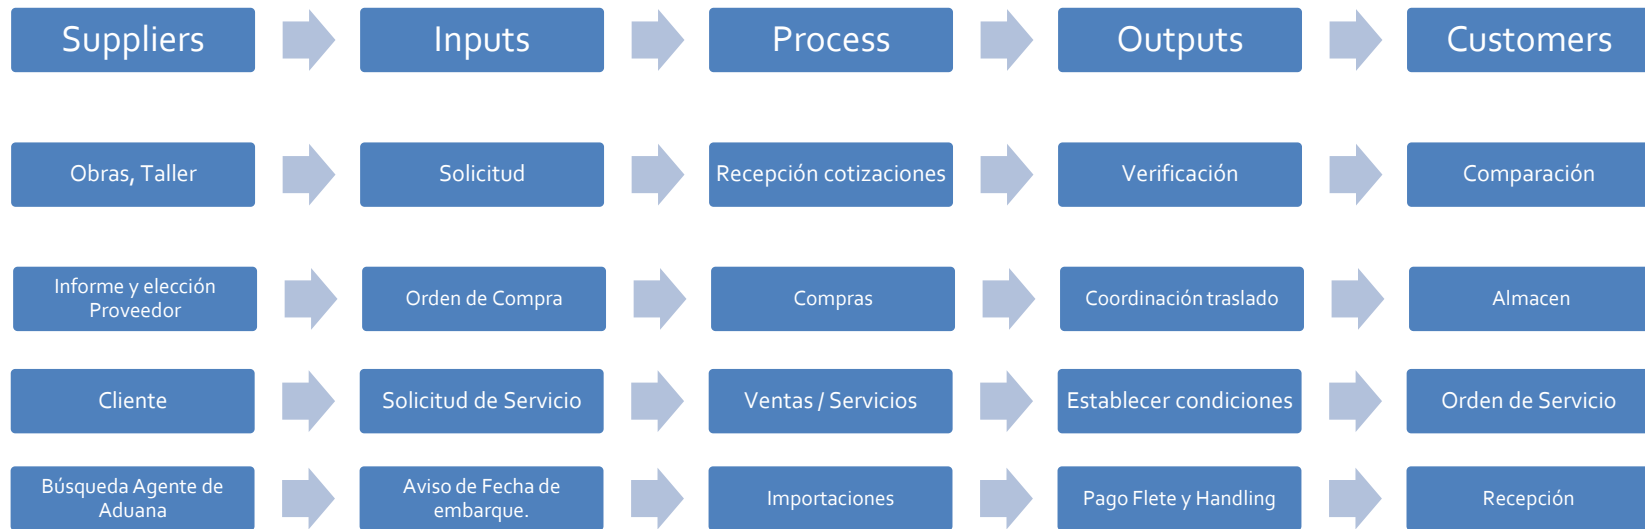 Suppliers
Inputs
Process
Outputs
Customers
Obras, Taller
Solicitud
Recepción cotizaciones
Verificación
Comparación
Informe y elección
Proveedor
Orden de Compra
Compras
Coordinación traslado
Almacen
Cliente
Solicitud de Servicio
Ventas / Servicios
Establecer condiciones
Orden de Servicio
Búsqueda Agente de
Aduana
Aviso de Fecha de
embarque.
Importaciones
Pago Flete y Handling
Recepción